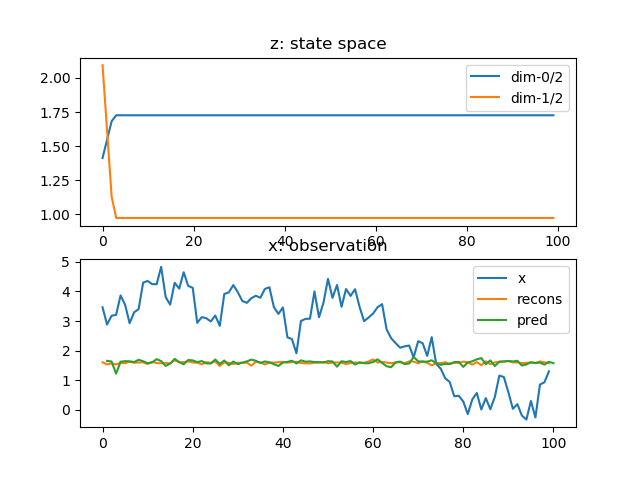 z: state space
2.00
1.75
1.50
1.25
1.00
dim-0/2
dim-1/2
0 20 40 60 80 100
x: observation
5
4
3
2
1
0
x
recons
pred
0 20 40 60 80 100